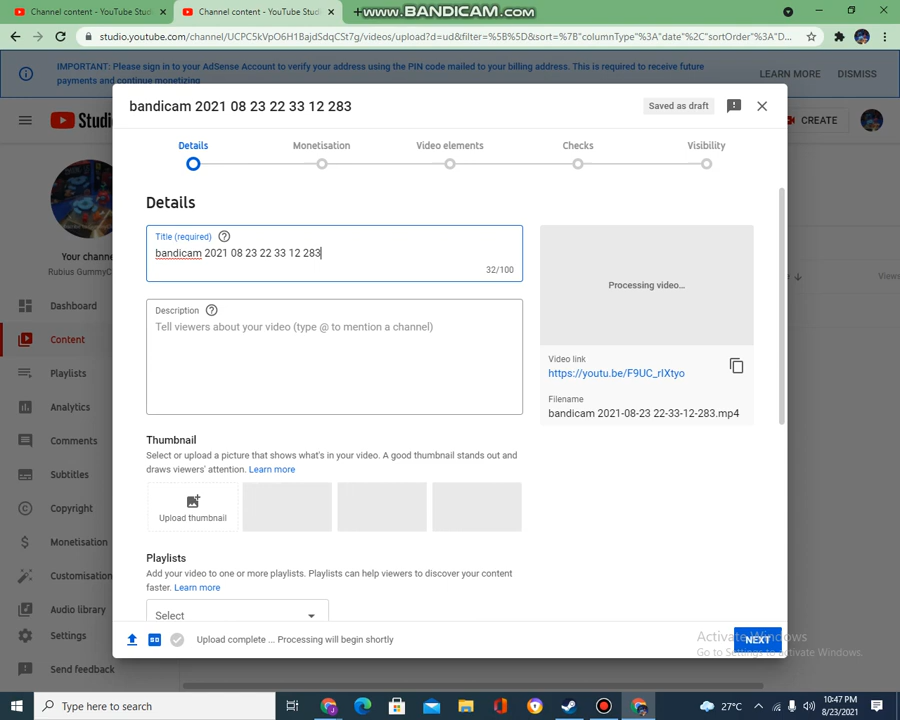 www.BANDICAM.com
Channel content - YouTube Studio
Channel content - YouTube Studio
studio.youtube.com/channel/UCPC5kVpO6H1BajdSdqCSt7g/videos/upload?d=ud&filter=%5B%5D&sort=%7B"columnType"%3A"date"%2C"sortOrder"%3A"D...
IMPORTANT: Please sign in to your AdSense Account to verify your address using the PIN code mailed to your billing address. This is required to receive future
payments and continue monetizing
LEARN MORE
DISMISS
Studi
CREATE
Your channe
Rubius GummyC
Dashboard
Content
Playlists
Analytics
Comments
Subtitles
Copyright
Monetisation
Customisation
Audio library
Settings
Send feedback
Views
bandicam 2021 08 23 22 33 12 283
Saved as draft
Details
Monetisation
Video elements
Checks
Visibility
Details
Title (required)
bandicam 2021 08 23 22 33 12 283
32/100
Description
Tell viewers about your video (type @ to mention a channel)
Processing video...
Video link
https://youtu.be/F9UC_rIXtyo
Filename
bandicam 2021-08-23 22-33-12-283.mp4
Thumbnail
Select or upload a picture that shows what's in your video. A good thumbnail stands out and
draws viewers' attention. Learn more
Upload thumbnail
Playlists
Add your video to one or more playlists. Playlists can help viewers to discover your content
faster. Learn more
Select
SD
Upload complete ... Processing will begin shortly
NEXT
Activate Windows
Go to Settings to activate Windows.
Type here to search
27°C
10:47 PM
8/23/2021